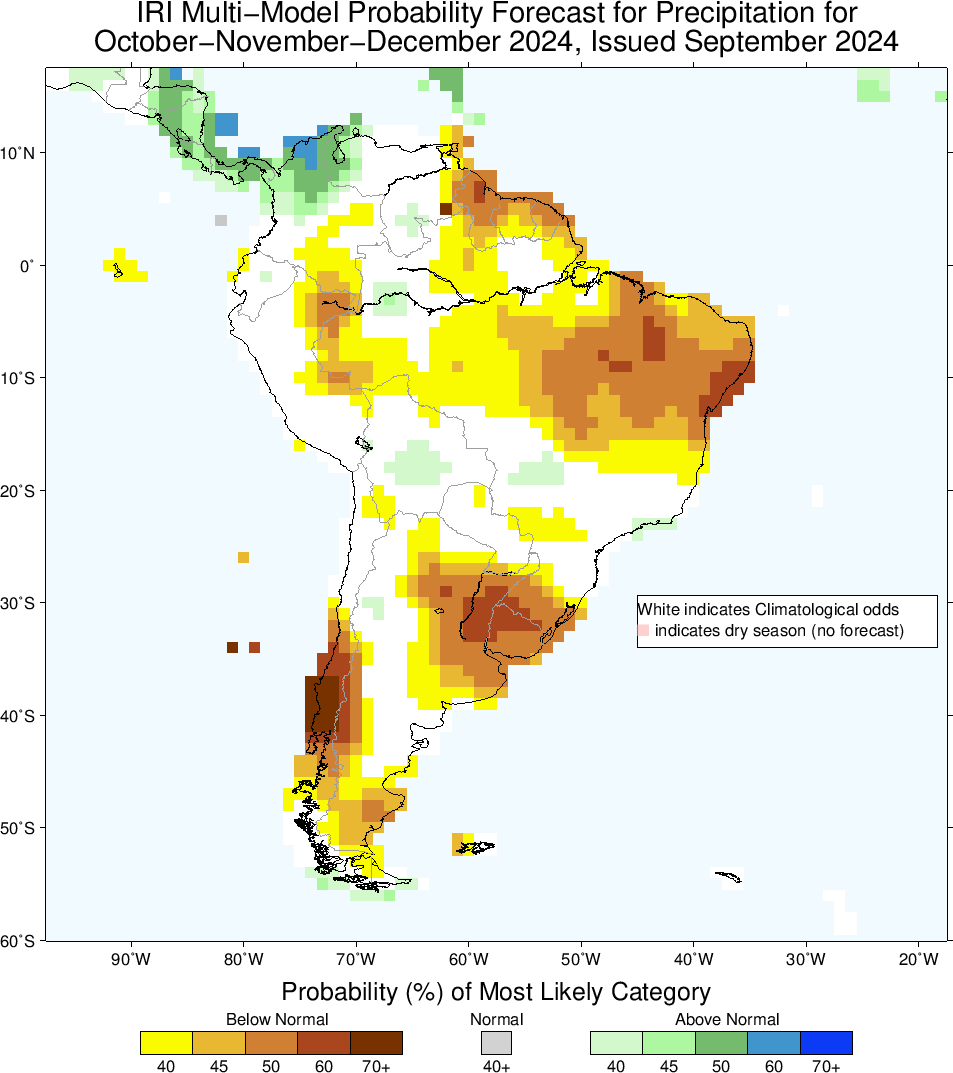 IRI Multi−Model Probability Forecast for Precipitation for
October−November−December 2024, Issued September 2024
10˚N
0˚
10˚S
20˚S
30˚S
40˚S
50˚S
60˚S
White indicates Climatological odds
indicates dry season (no forecast)
90˚W 80˚W 70˚W 60˚W 50˚W 40˚W 30˚W 20˚W
Probability (%) of Most Likely Category
Below Normal Normal Above Normal
40 45 50 60 70+ 40+ 40 45 50 60 70+